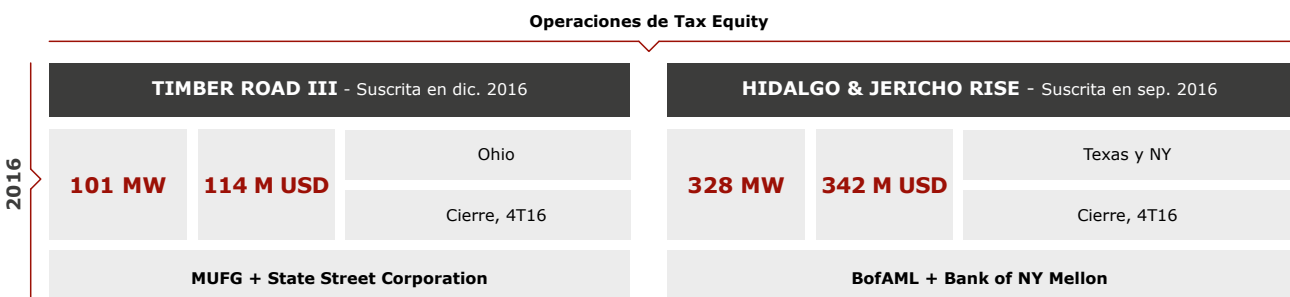 Operaciones de Tax Equity
2016
TIMBER ROAD III - Suscrita en dic. 2016
101 MW
114 M USD
Ohio
Cierre, 4T16
MUFG + State Street Corporation
HIDALGO & JERICHO RISE - Suscrita en sep. 2016
328 MW
342 M USD
Texas y NY
Cierre, 4T16
BofAML + Bank of NY Mellon